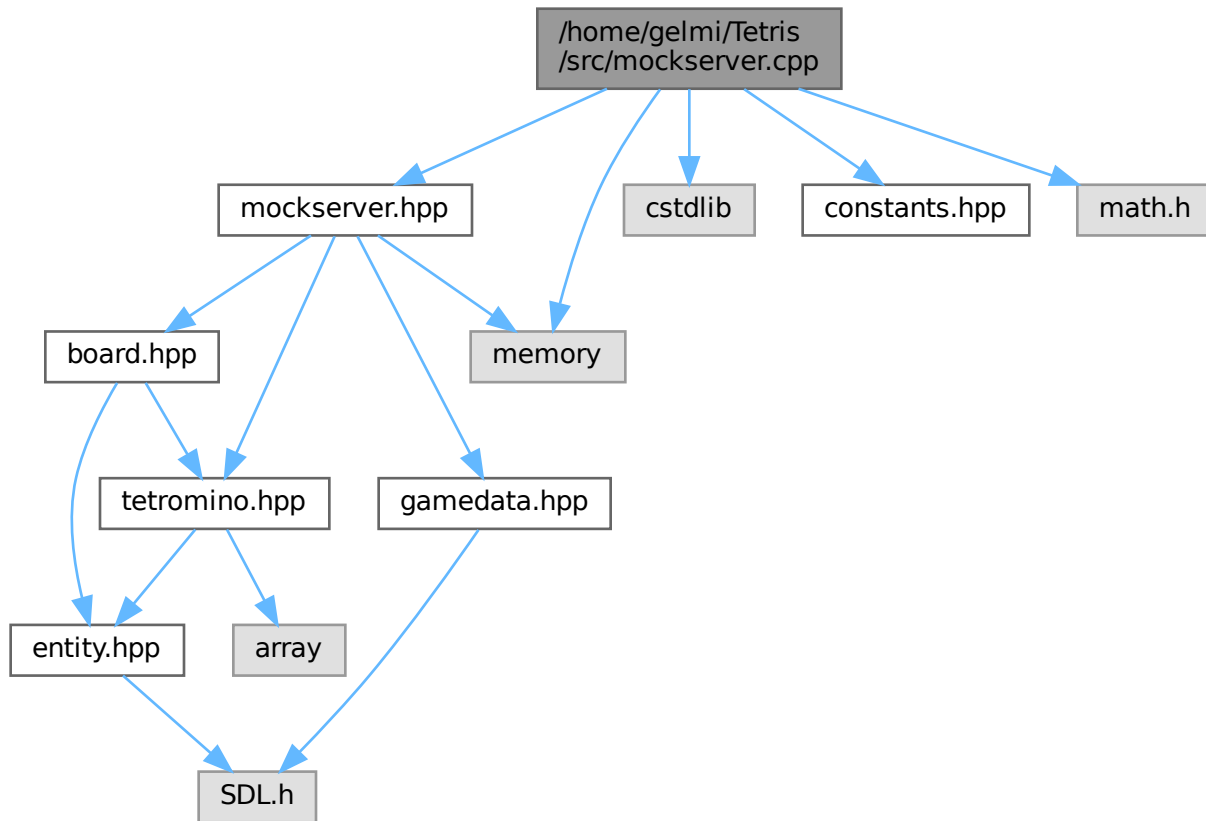 /home/gelmi/Tetris
/src/mockserver.cpp
mockserver.hpp
cstdlib
constants.hpp
math.h
board.hpp
memory
tetromino.hpp
gamedata.hpp
entity.hpp
array
SDL.h